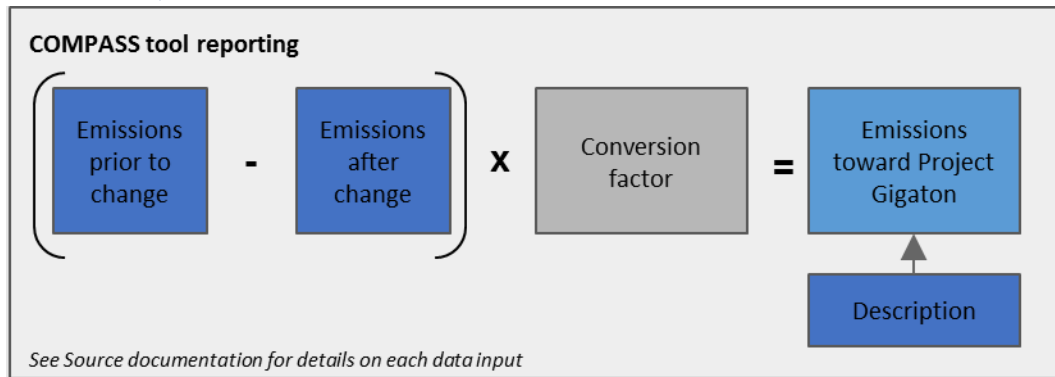 COMPASS tool reporting
Emissions
prior to
change
-
Emissions
after
change
x
Conversion
factor
=
Emissions
toward Project
Gigaton
Description
See Source documentation for details on each data input